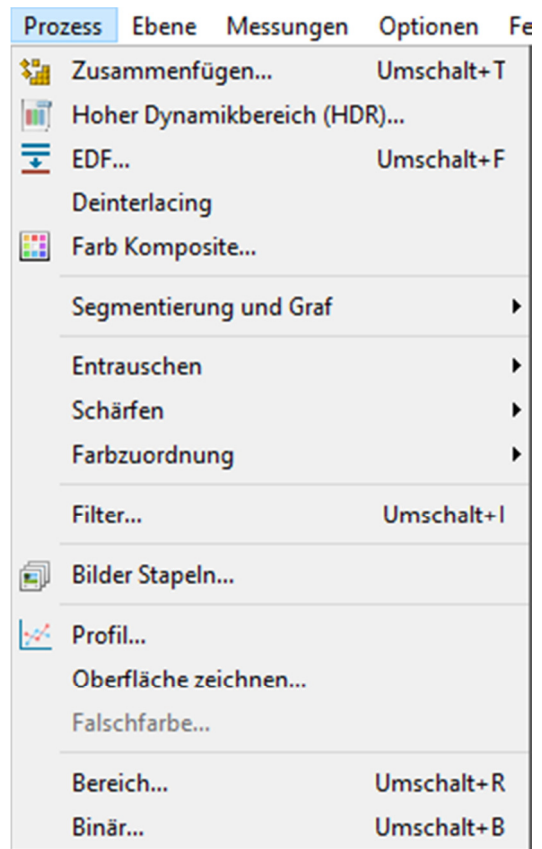 Prozess Ebene Messungen Optionen Fe
Zusammenfügen... Umschalt+T
Hoher Dynamikbereich (HDR)...
EDF... Umschalt+F
Deinterlacing
Farb Komposite...
Segmentierung und Graf
Entrauschen
Schärfen
Farbzuordnung
Filter... Umschalt+I
Bilder Stapeln...
Profil...
Oberfläche zeichnen...
Falschfarbe...
Bereich... Umschalt+R
Binär... Umschalt+B